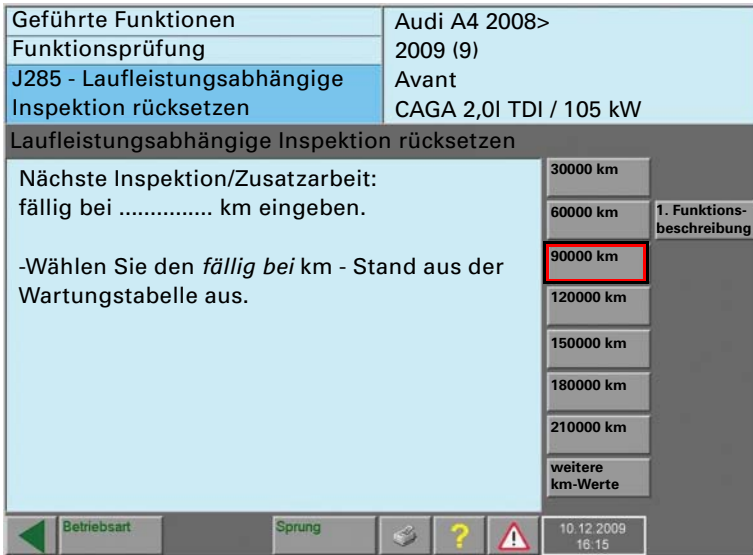 Geführte Funktionen
Funktionsprüfung
J285 - Laufleistungsabhängige
Inspektion rücksetzen
Audi A4 2008>
2009 (9)
Avant
CAGA 2,0l TDI / 105 kW
Laufleistungsabhängige Inspektion rücksetzen
Nächste Inspektion/Zusatzarbeit:
fällig bei ............... km eingeben.
-Wählen Sie den fällig bei km - Stand aus der
Wartungstabelle aus.
30000 km
60000 km
90000 km
120000 km
150000 km
180000 km
210000 km
weitere
km-Werte
1. Funktions-
beschreibung
Betriebsart
Sprung
?
10.12.2009
16:15